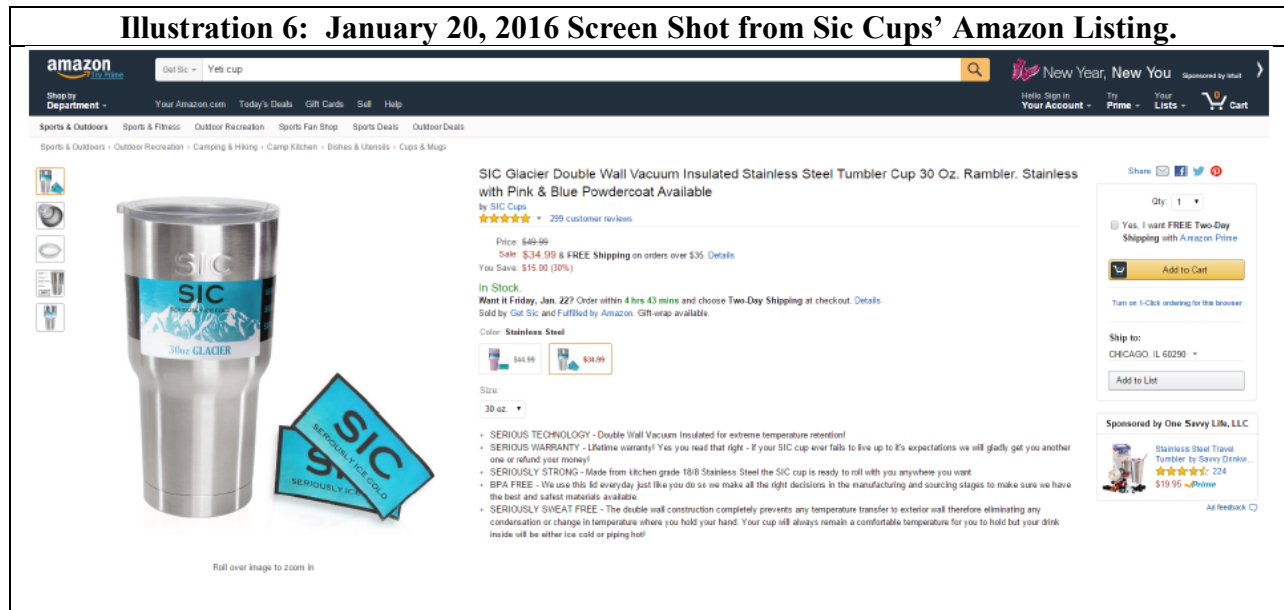 Illustration 6: January 20, 2016 Screen Shot from Sic Cups’ Amazon Listing.
amazon
Try Prime
Get Sic
Yeti cup
New Year, New You
Sponsored by Intuit
Shop by
Department
Your Amazon.com Today's Deals Gift Cards Sell Help
Hello. Sign in
Your Account
Try
Prime
Your
Lists
0
Cart
Sports & Outdoors Sports & Fitness Outdoor Recreation Sports Fan Shop Sports Deals Outdoor Deals
Sports & Outdoors › Outdoor Recreation › Camping & Hiking › Camp Kitchen › Dishes & Utensils › Cups & Mugs
SIC
SIC
SERIOUSLY ICE COLD
30oz GLACIER
SIC
SERIOUSLY ICE COLD
SERIOUSLY ICE
Roll over image to zoom in
SIC Glacier Double Wall Vacuum Insulated Stainless Steel Tumbler Cup 30 Oz. Rambler. Stainless
with Pink & Blue Powdercoat Available
by SIC Cups
299 customer reviews
Price: $49.99
Sale: $34.99 & FREE Shipping on orders over $35. Details
You Save: $15.00 (30%)
In Stock.
Want it Friday, Jan. 22? Order within 4 hrs 43 mins and choose Two-Day Shipping at checkout. Details
Sold by Get Sic and Fulfilled by Amazon. Gift-wrap available.
Color: Stainless Steel
$44.99
$34.99
Size:
30 oz.
SERIOUS TECHNOLOGY - Double Wall Vacuum Insulated for extreme temperature retention!
SERIOUS WARRANTY - Lifetime warranty! Yes you read that right - if your SIC cup ever fails to live up to it's expectations we will gladly get you another
one or refund your money!
SERIOUSLY STRONG - Made from kitchen grade 18/8 Stainless Steel the SIC cup is ready to roll with you anywhere you want
BPA FREE - We use this lid everyday just like you do so we make all the right decisions in the manufacturing and sourcing stages to make sure we have
the best and safest materials available.
SERIOUSLY SWEAT FREE - The double wall construction completely prevents any temperature transfer to exterior wall therefore eliminating any
condensation or change in temperature where you hold your hand. Your cup will always remain a comfortable temperature for you to hold but your drink
inside will be either ice cold or piping hot!
Share
Qty: 1
Yes, I want FREE Two-Day
Shipping with Amazon Prime
Add to Cart
Turn on 1-Click ordering for this browser
Ship to:
CHICAGO, IL 60290
Add to List
Sponsored by One Savvy Life, LLC
Stainless Steel Travel
Tumbler by Savvy Drinkw...
224
$19.95 Prime
Ad feedback